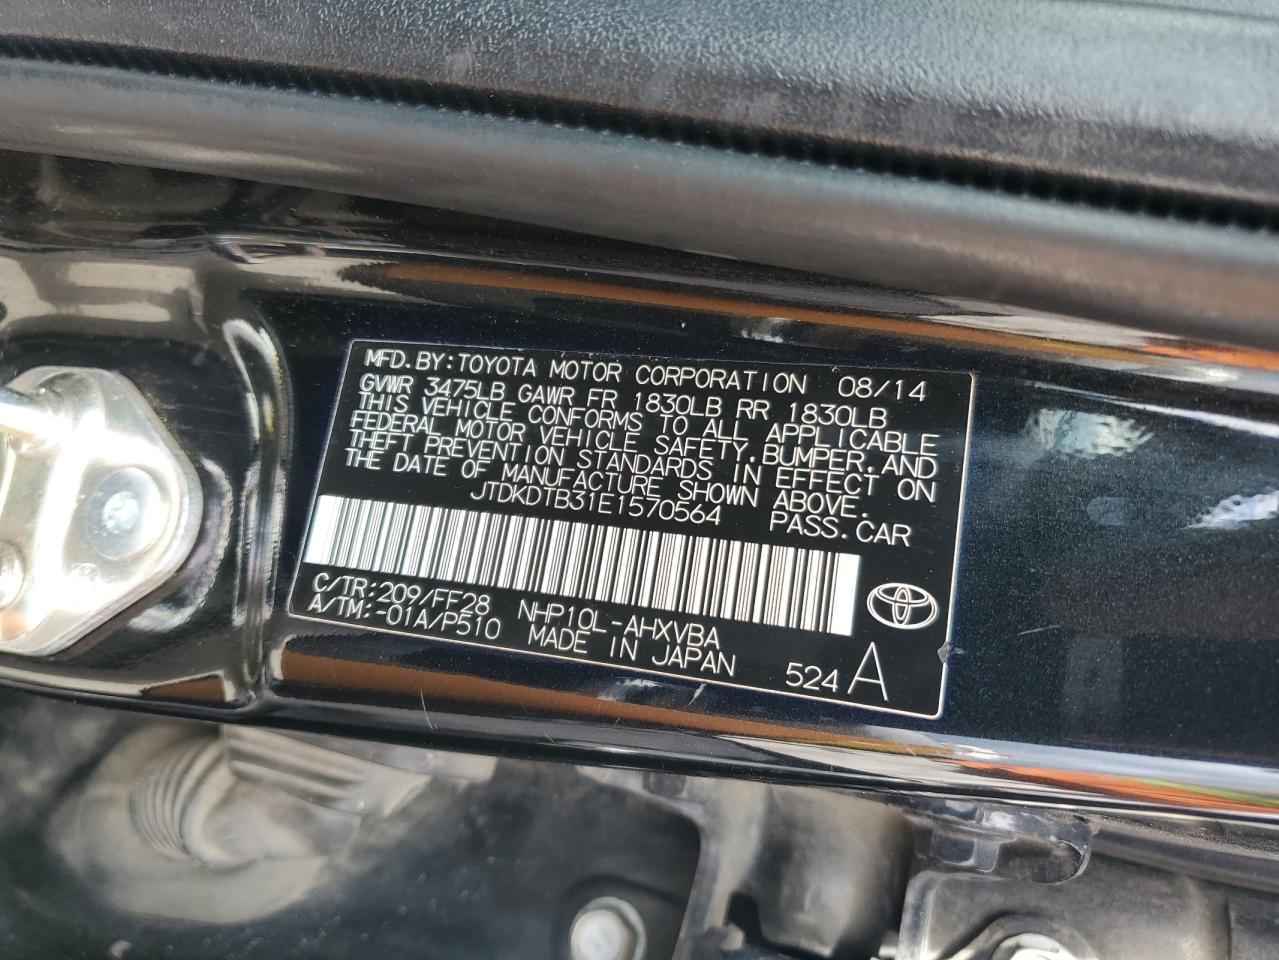 MFD.BY:TOYOTA MOTOR CORPORATION 08/14
GVWR 3475LB GAWR FR 1830LB RR 1830LB
THIS VEHICLE CONFORMS TO ALL APPLICABLE
FEDERAL MOTOR VEHICLE SAFETY,BUMPER,AND
THEFT PREVENTION STANDARDS IN EFFECT ON
THE DATE OF MANUFACTURE SHOWN ABOVE.
JTDKDTB31E1570564 PASS.CAR
C/TR:209/FF28 NHP10L-AHXVBA
A/TM:-01A/P510 MADE IN JAPAN 524 A